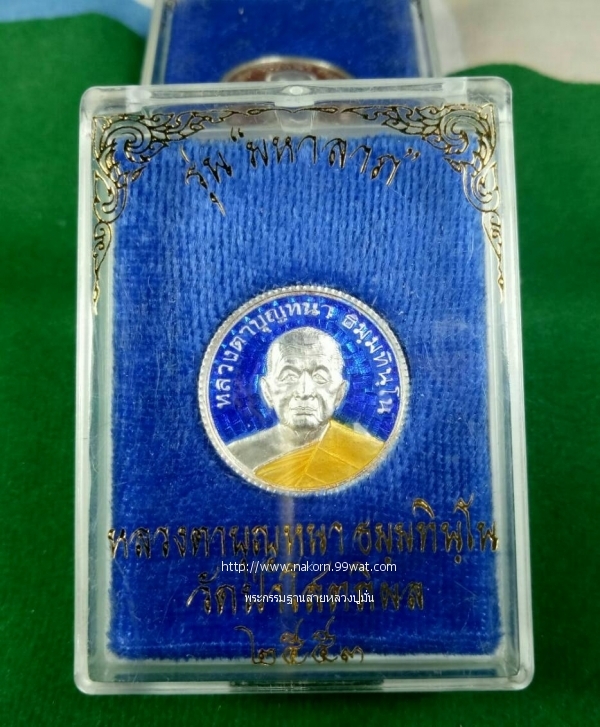 รุ่น "มหาลาภ"
หลวงตาบุญหนา ธมฺมทินฺโน
หลวงตาบุญหนา ธมฺมทินฺโน
http://www.nakorn.99wat.com
วัดป่าโสตถิผล
พระกรรมฐานสายหลวงปู่มั่น
๒๕๕๓